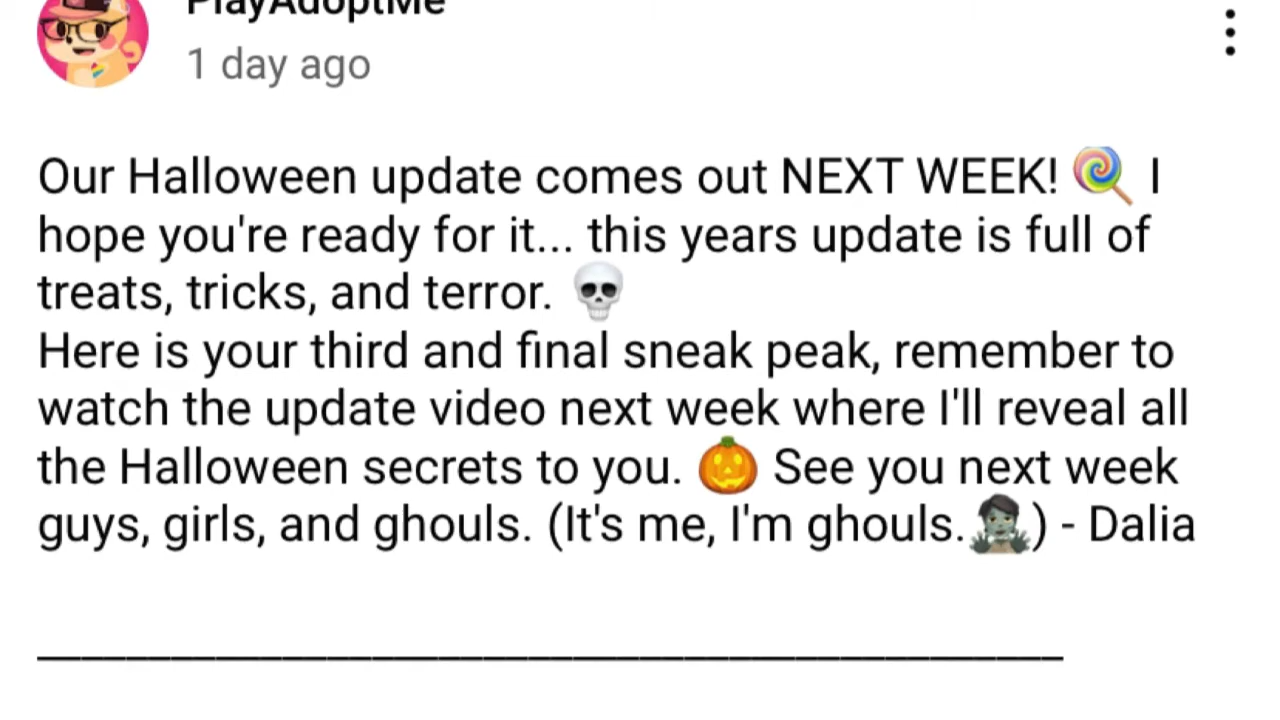 PlayAdoptMe
1 day ago
Our Halloween update comes out NEXT WEEK! 🍭 I
hope you're ready for it... this years update is full of
treats, tricks, and terror. 💀
Here is your third and final sneak peak, remember to
watch the update video next week where I'll reveal all
the Halloween secrets to you. 🎃 See you next week
guys, girls, and ghouls. (It's me, I'm ghouls.🧟) - Dalia